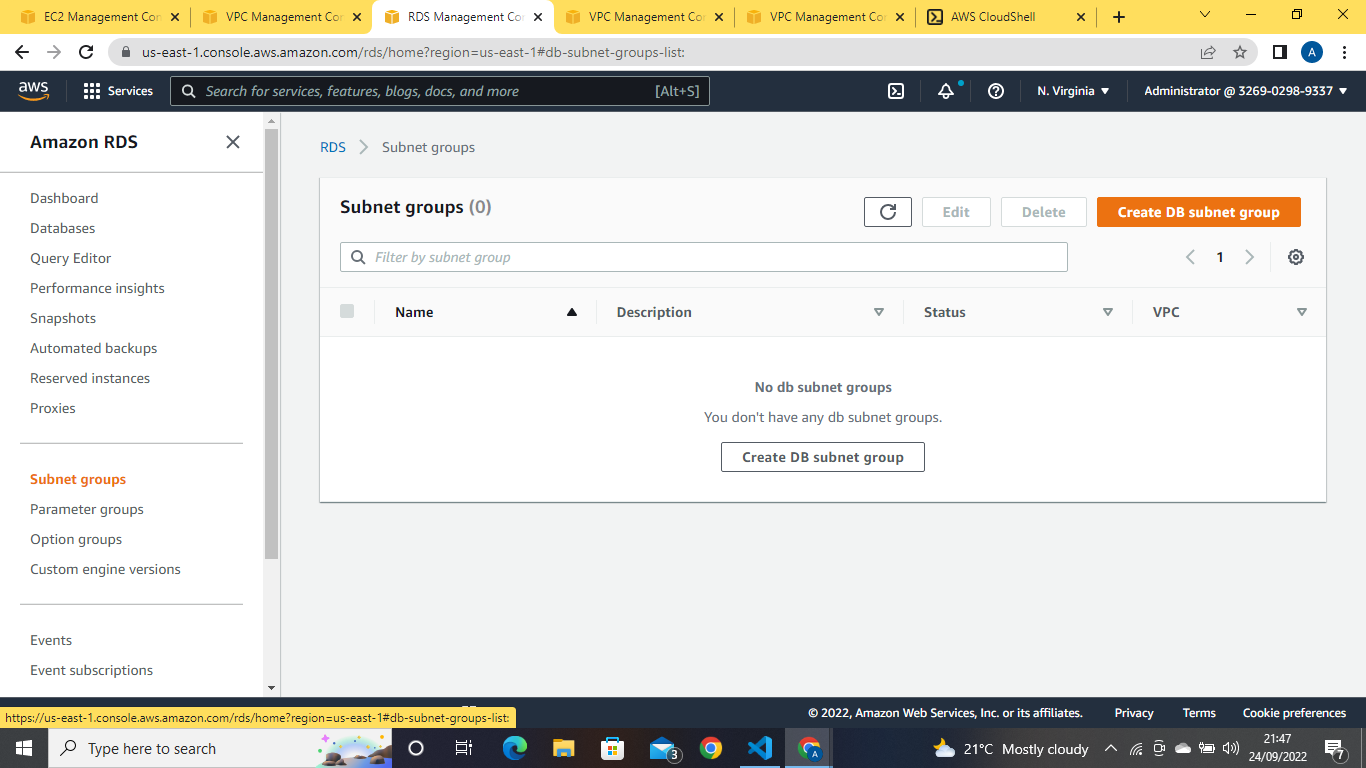 EC2 Management Con
VPC Management Con
RDS Management Con
VPC Management Con
VPC Management Con
AWS CloudShell
us-east-1.console.aws.amazon.com/rds/home?region=us-east-1#db-subnet-groups-list:
A
aws
Services
Search for services, features, blogs, docs, and more
[Alt+S]
N. Virginia
Administrator @ 3269-0298-9337
Amazon RDS
Dashboard
Databases
Query Editor
Performance insights
Snapshots
Automated backups
Reserved instances
Proxies
Subnet groups
Parameter groups
Option groups
Custom engine versions
Events
Event subscriptions
RDS
Subnet groups
Subnet groups (0)
Edit
Delete
Create DB subnet group
Filter by subnet group
1
Name
Description
Status
VPC
No db subnet groups
You don't have any db subnet groups.
Create DB subnet group
https://us-east-1.console.aws.amazon.com/rds/home?region=us-east-1#db-subnet-groups-list:
© 2022, Amazon Web Services, Inc. or its affiliates.
Privacy
Terms
Cookie preferences
Type here to search
3
A
21°C Mostly cloudy
21:47
24/09/2022
7